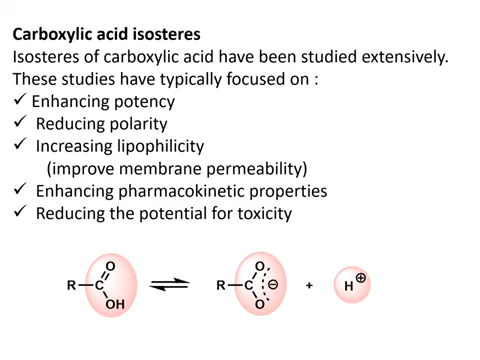 Carboxylic acid isosteres
Isosteres of carboxylic acid have been studied extensively.
These studies have typically focused on :
✓ Enhancing potency
✓ Reducing polarity
✓ Increasing lipophilicity
(improve membrane permeability)
✓ Enhancing pharmacokinetic properties
✓ Reducing the potential for toxicity
O
R—C
OH
⇌
O
R—C ⊖
O
+
H⊕